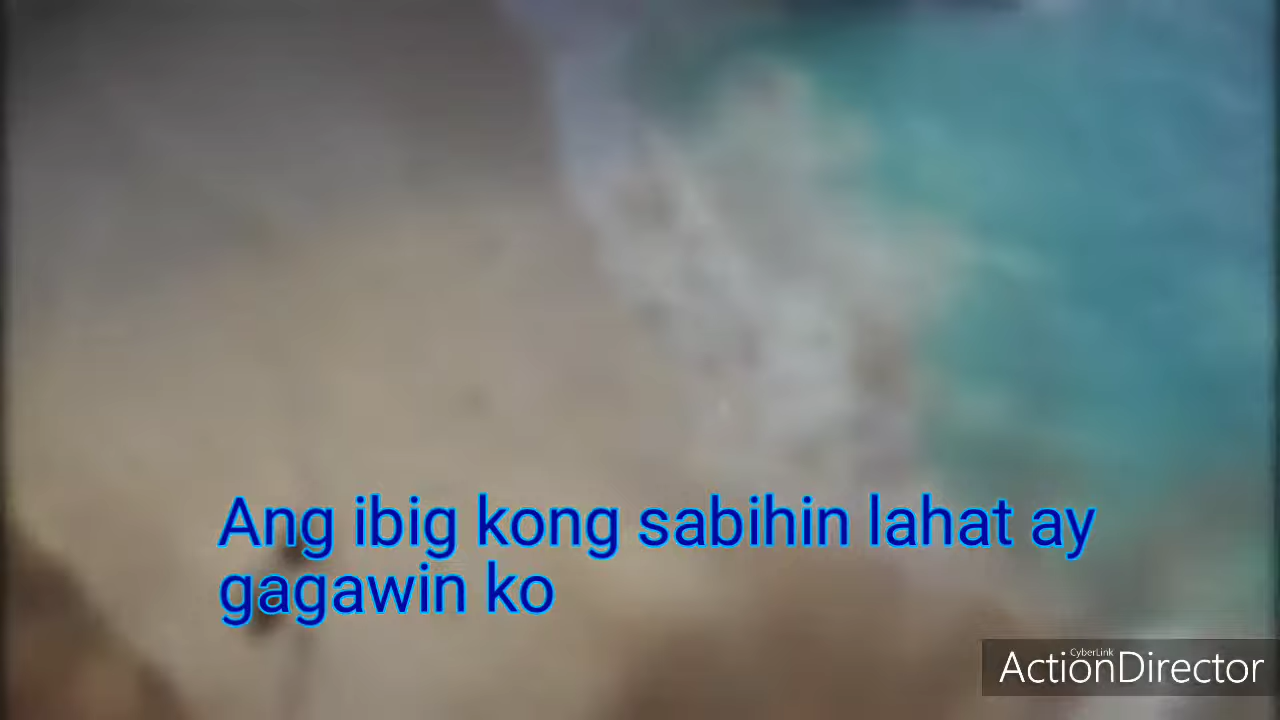 Ang ibig kong sabihin lahat ay
gagawin ko
CyberLink
ActionDirector